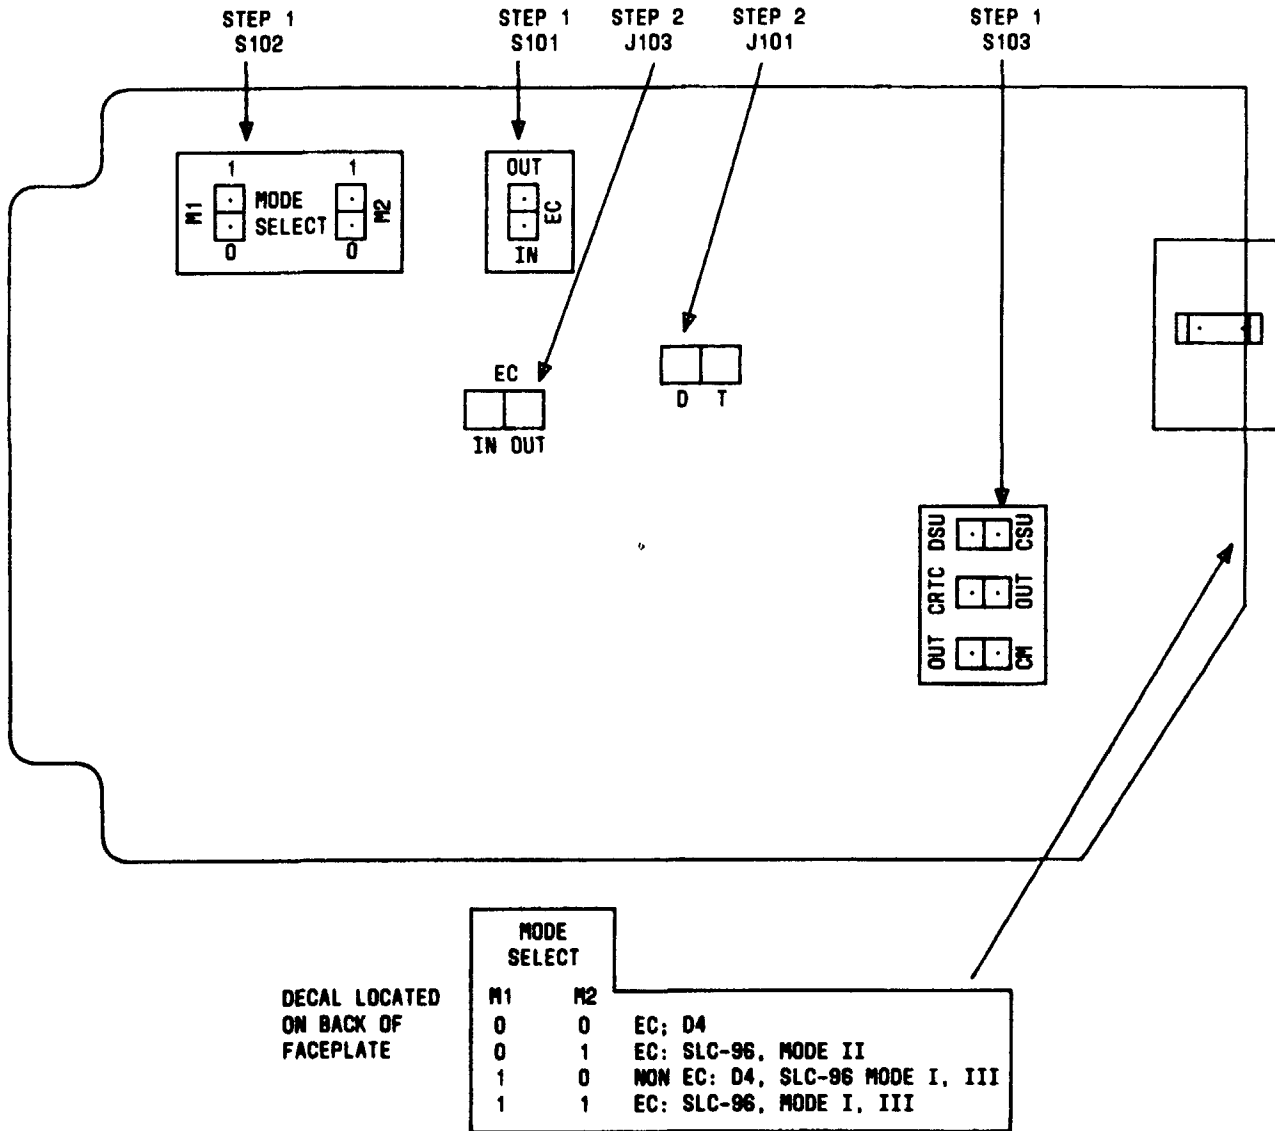 STEP 1
S102
STEP 1
S101
STEP 2
J103
STEP 2
J101
STEP 1
S103
1
1
M1
MODE
SELECT
M2
0
0
OUT
EC
IN
EC
IN OUT
D T
DSU
CSU
CRTC
OUT
OUT
CM
DECAL LOCATED
ON BACK OF
FACEPLATE
MODE
SELECT
M1 M2
0 0 EC; D4
0 1 EC: SLC-96, MODE II
1 0 NON EC: D4, SLC-96 MODE I, III
1 1 EC: SLC-96, MODE I, III